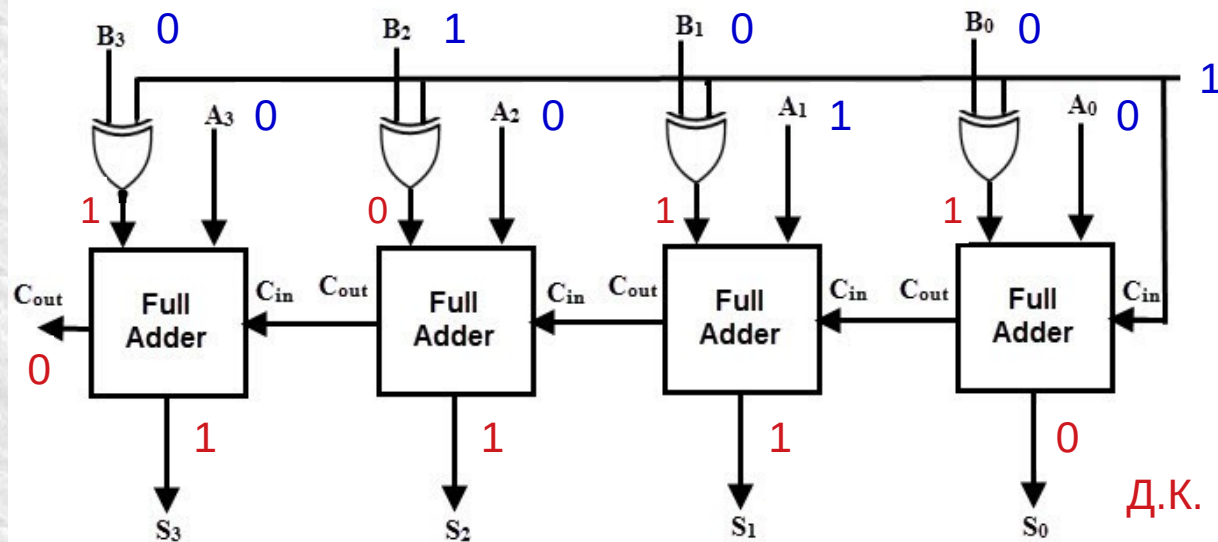 B₃ 0 B₂ 1 B₁ 0 B₀ 0
1
A₃ 0 A₂ 0 A₁ 1 A₀ 0
1 0 1 1
Cout Full Adder Cin Cout Full Adder Cin Cout Full Adder Cin Cout Full Adder Cin
0
1 1 1 0
Д.К.
S₃ S₂ S₁ S₀